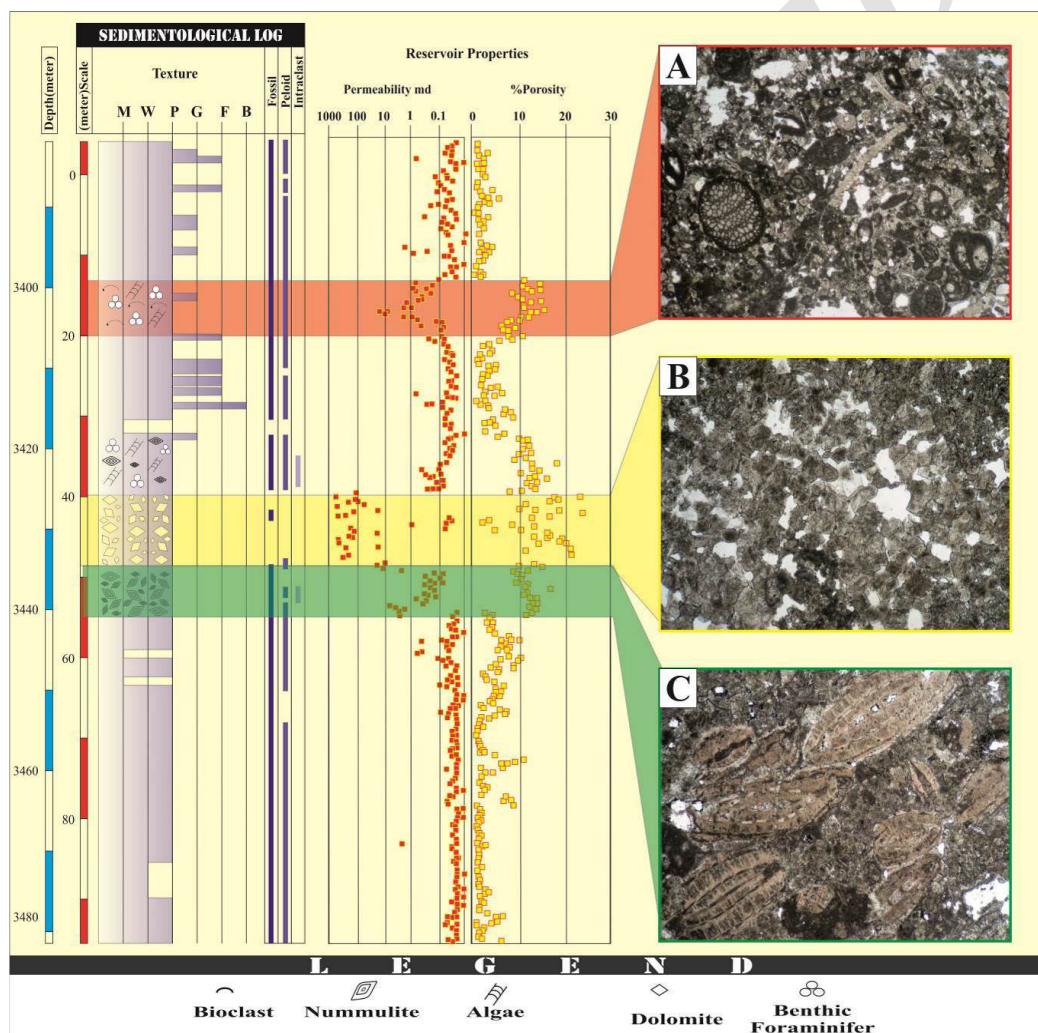 SEDIMENTOLOGICAL LOG
Depth(meter)
(meter)Scale
Texture
M W P G F B
Fossil
Peloid
Intraclast
Reservoir Properties
Permeability md
%Porosity
1000 100 10 1 0.1
0 10 20 30
0
3400
20
3420
40
3440
60
3460
80
3480
A
B
C
LEGEND
Bioclast
Nummulite
Algae
Dolomite
Benthic
Foraminifer